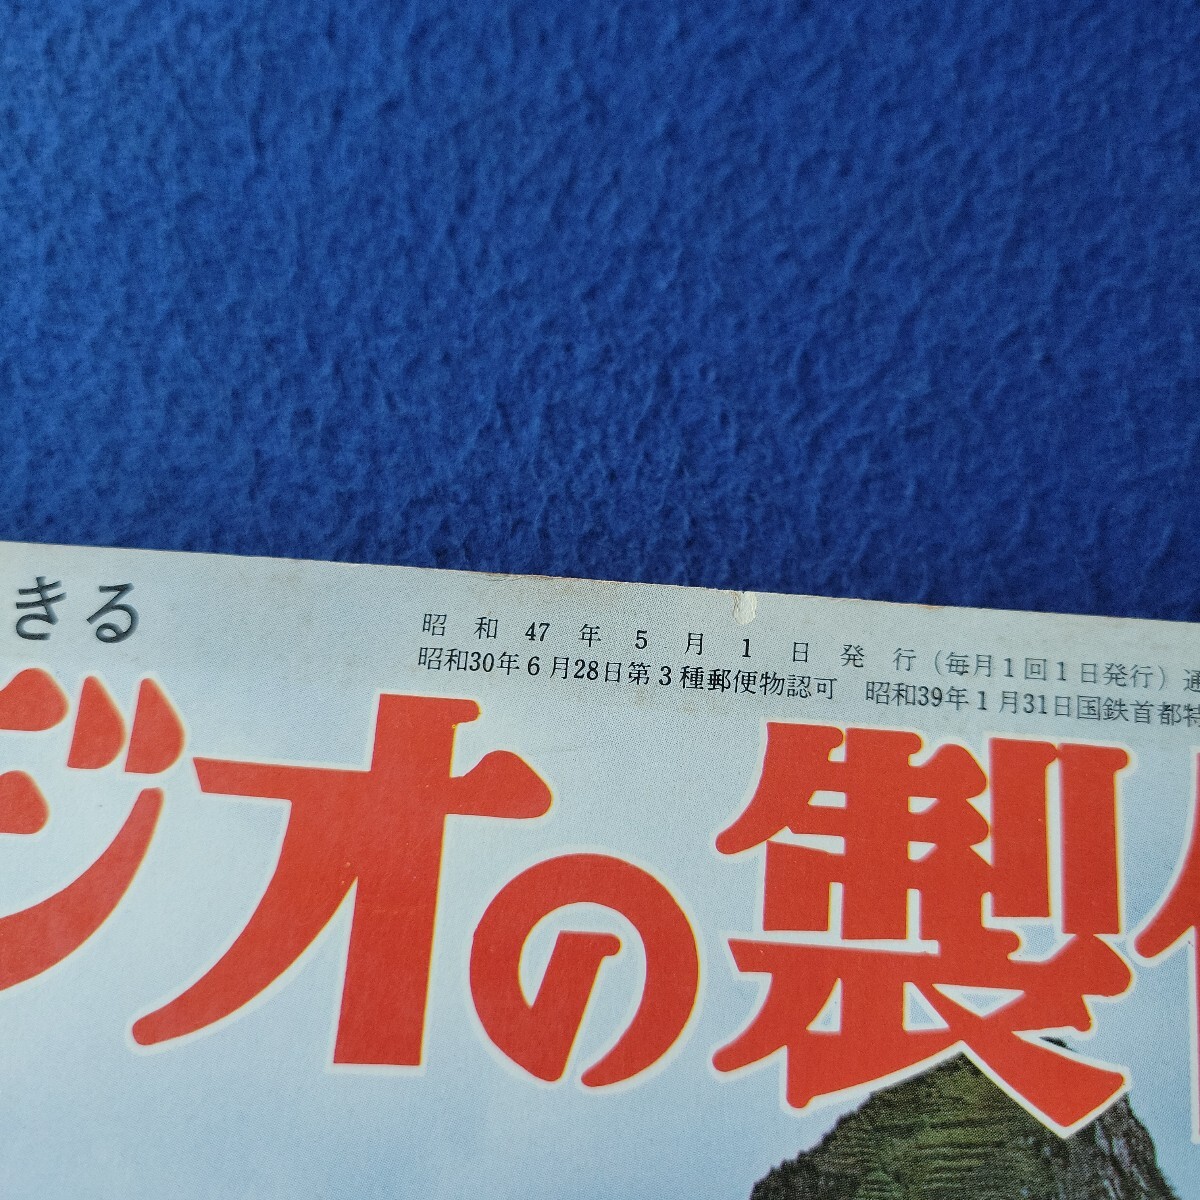 きる
昭和47年5月1日発行(毎月1回1日発行)通
昭和30年6月28日第3種郵便物認可 昭和39年1月31日国鉄首都特
ジオの製